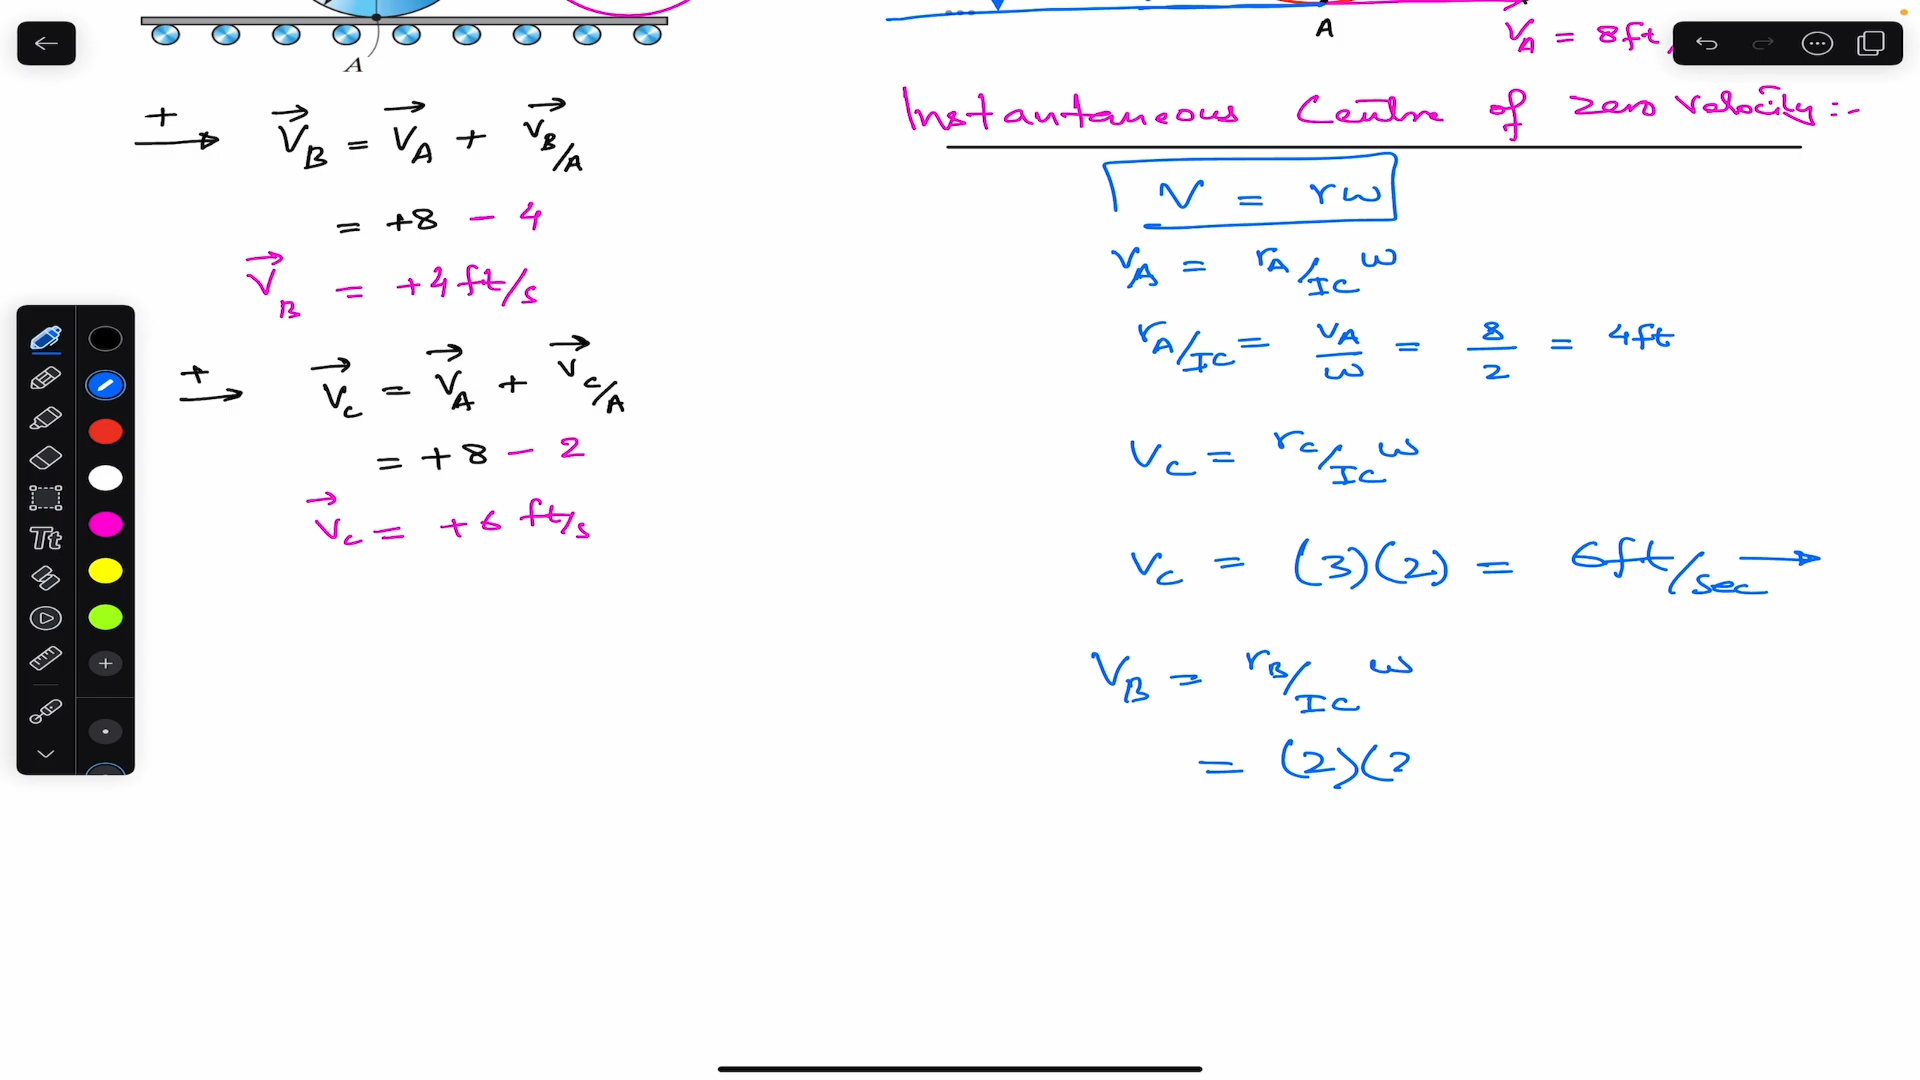 A
A
V_A = 8ft
→+ V_B = V_A + V_B/A
= +8 - 4
V_B = +4 ft/s
→+ V_C = V_A + V_C/A
= +8 - 2
V_C = +6 ft/s
Tt
Instantaneous Centre of zero velocity :-
V = rω
V_A = r_A/IC ω
r_A/IC = V_A/ω = 8/2 = 4ft
V_C = r_C/IC ω
V_C = (3)(2) = 6ft/sec →
V_B = r_B/IC ω
= (2)(2